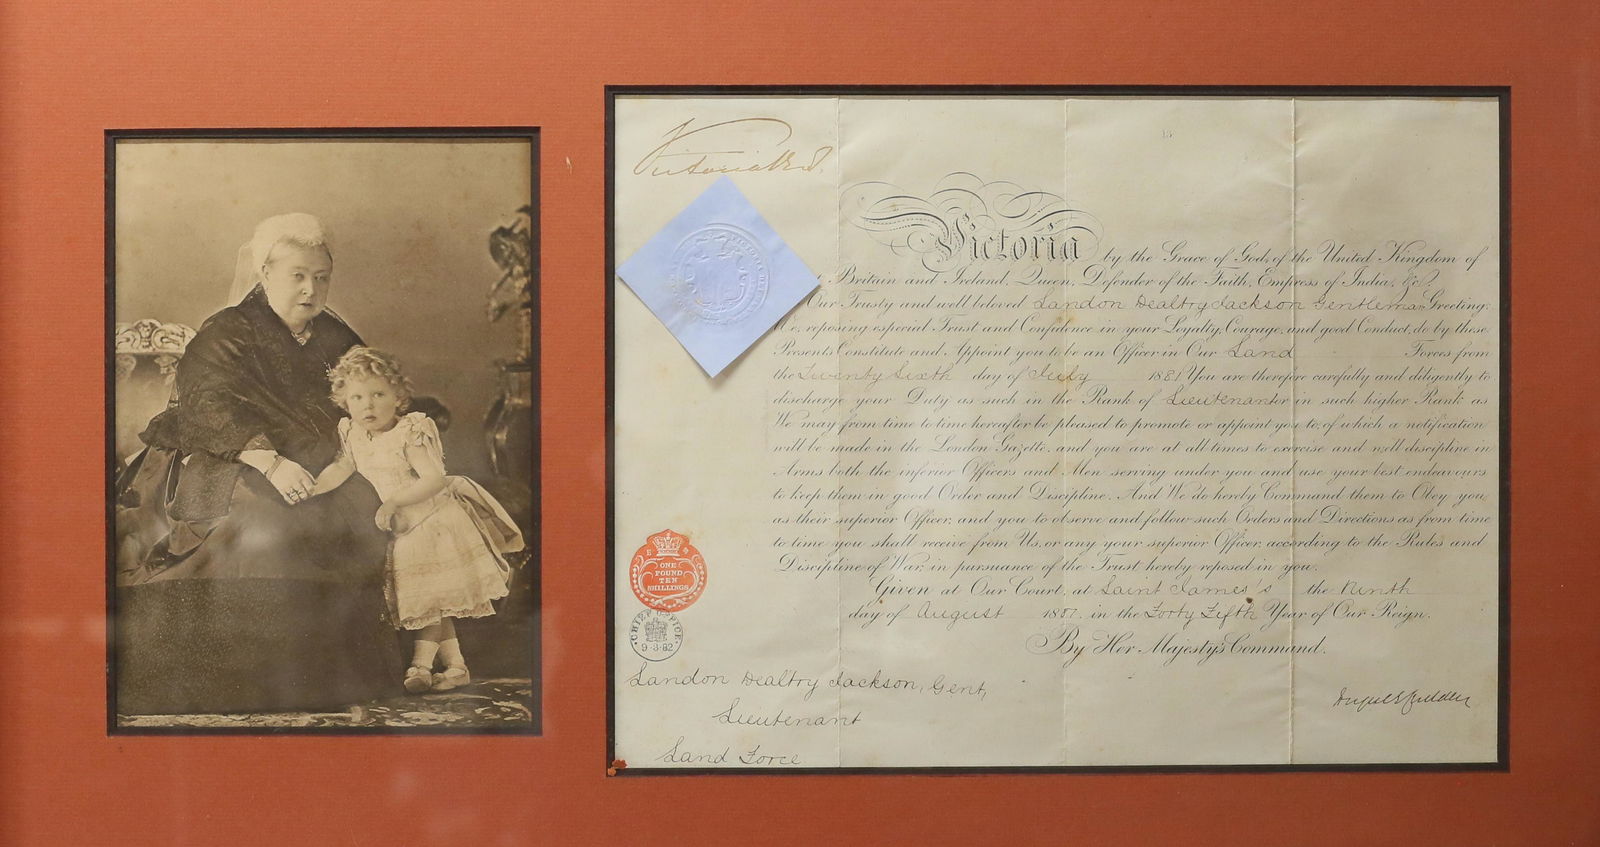 Victoria R I
Victoria by the Grace of God, of the United Kingdom of
Britain and Ireland, Queen, Defender of the Faith, Empress of India, &c.
Our Trusty and well beloved Landon Dealtry Jackson Gentleman Greeting:
We, reposing especial Trust and Confidence in your Loyalty, Courage, and good Conduct, do by these
Presents Constitute and Appoint you to be an Officer in Our Land Forces from
the Twenty Sixth day of July 1881 You are therefore carefully and diligently to
discharge your Duty as such in the Rank of Lieutenant or in such higher Rank as
We may from time to time hereafter be pleased to promote or appoint you to, of which a notification
will be made in the London Gazette, and you are at all times to exercise and well discipline in
Arms both the inferior Officers and Men serving under you and use your best endeavours
to keep them in good Order and Discipline. And We do hereby Command them to Obey you
as their superior Officer, and you to observe and follow such Orders and Directions as from time
to time you shall receive from Us, or any your superior Officer, according to the Rules and
Discipline of War, in pursuance of the Trust hereby reposed in you.
Given at Our Court, at Saint James's the Ninth
day of August 1881. in the Forty Fifth Year of Our Reign.
By Her Majesty's Command.
ONE
POUND
TEN
SHILLINGS
CHIEF OFFICE
9·3·82
Landon Dealtry Jackson, Gent,
Lieutenant
Land Force